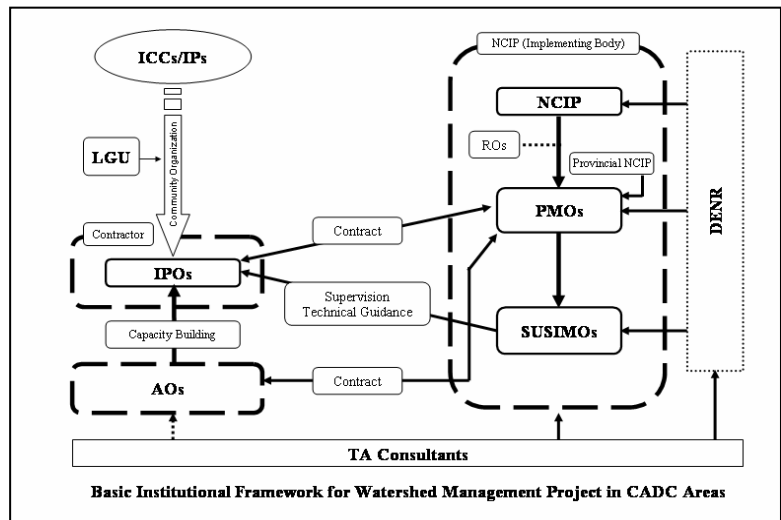 ICCs/IPs
NCIP (Implementing Body)
NCIP
LGU
Community Organization
ROs
Provincial NCIP
PMOs
DENR
Contractor
Contract
IPOs
Supervision
Technical Guidance
SUSIMOs
Capacity Building
AOs
Contract
TA Consultants
Basic Institutional Framework for Watershed Management Project in CADC Areas